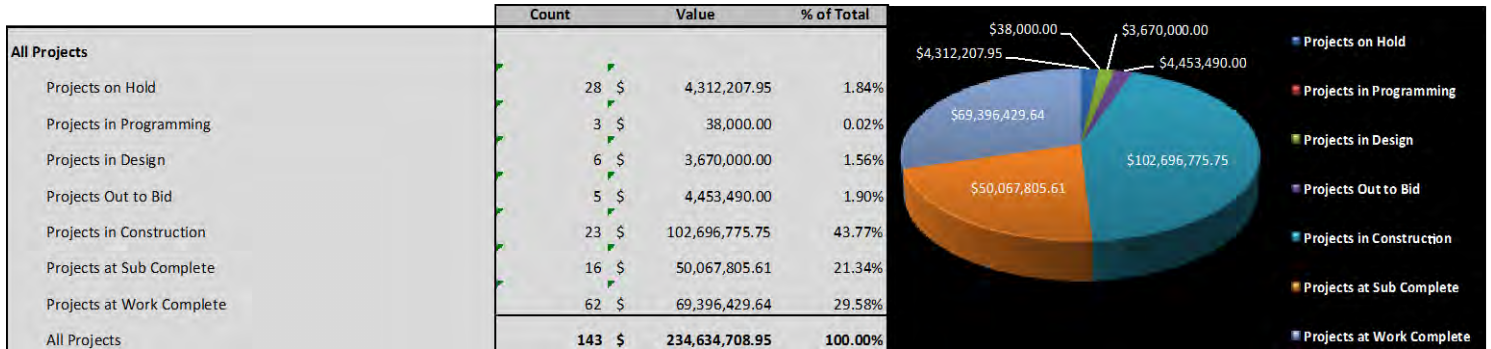 Count Value % of Total
All Projects
Projects on Hold 28 $ 4,312,207.95 1.84%
Projects in Programming 3 $ 38,000.00 0.02%
Projects in Design 6 $ 3,670,000.00 1.56%
Projects Out to Bid 5 $ 4,453,490.00 1.90%
Projects in Construction 23 $ 102,696,775.75 43.77%
Projects at Sub Complete 16 $ 50,067,805.61 21.34%
Projects at Work Complete 62 $ 69,396,429.64 29.58%
All Projects 143 $ 234,634,708.95 100.00%
$38,000.00
$3,670,000.00
$4,312,207.95
$4,453,490.00
$69,396,429.64
$102,696,775.75
$50,067,805.61
Projects on Hold
Projects in Programming
Projects in Design
Projects Out to Bid
Projects in Construction
Projects at Sub Complete
Projects at Work Complete